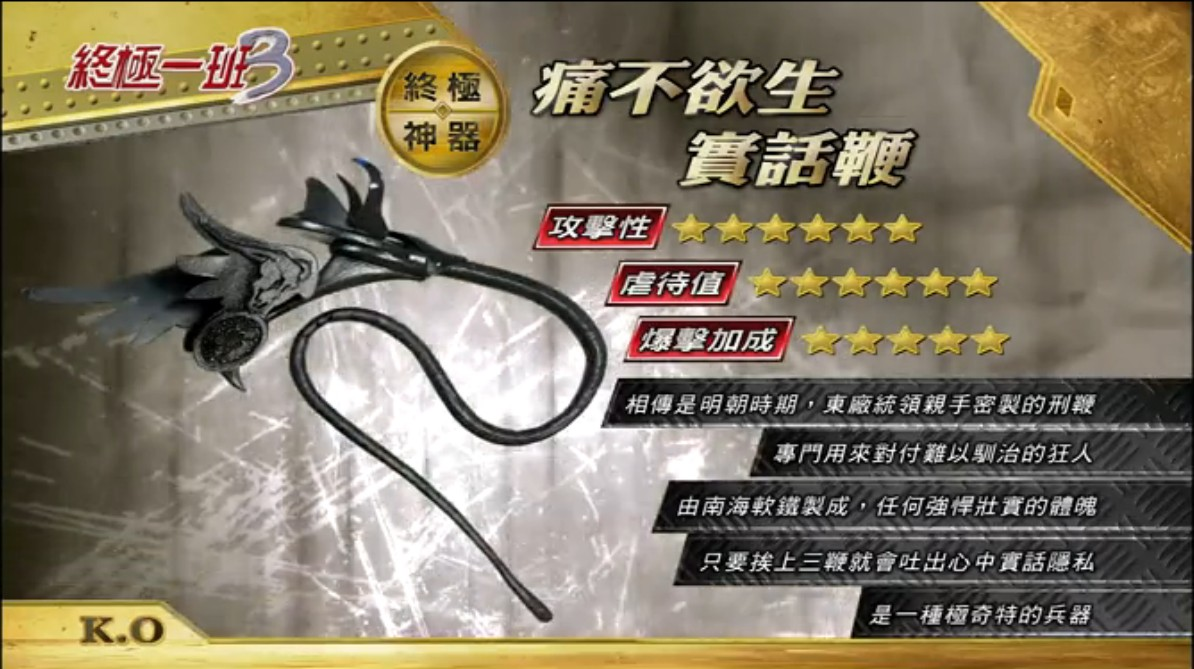 終極一班3
終極
神器
痛不欲生
實話鞭
攻擊性
虐待值
爆擊加成
相傳是明朝時期，東廠統領親手密製的刑鞭
專門用來對付難以馴治的狂人
由南海軟鐵製成，任何強悍壯實的體魄
只要挨上三鞭就會吐出心中實話隱私
是一種極奇特的兵器
K.O